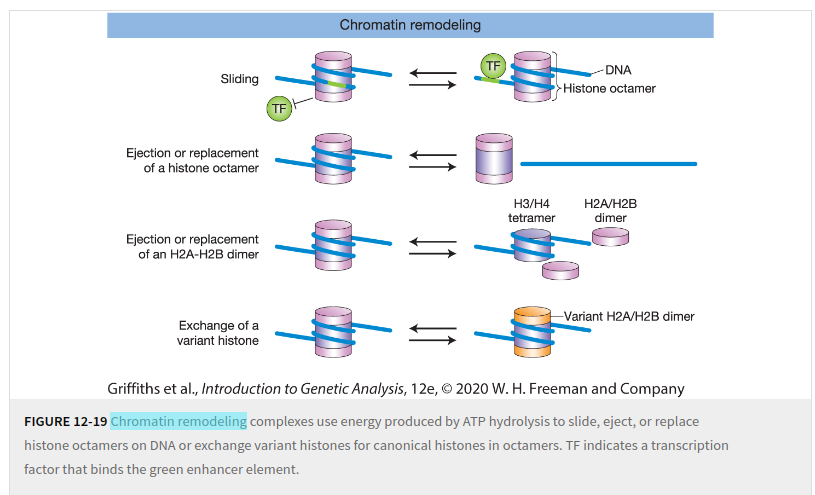 Chromatin remodeling
Sliding
TF
TF
DNA
Histone octamer
Ejection or replacement
of a histone octamer
H3/H4
tetramer
H2A/H2B
dimer
Ejection or replacement
of an H2A-H2B dimer
Exchange of a
variant histone
Variant H2A/H2B dimer
Griffiths et al., Introduction to Genetic Analysis, 12e, © 2020 W. H. Freeman and Company
FIGURE 12-19 Chromatin remodeling complexes use energy produced by ATP hydrolysis to slide, eject, or replace
histone octamers on DNA or exchange variant histones for canonical histones in octamers. TF indicates a transcription
factor that binds the green enhancer element.